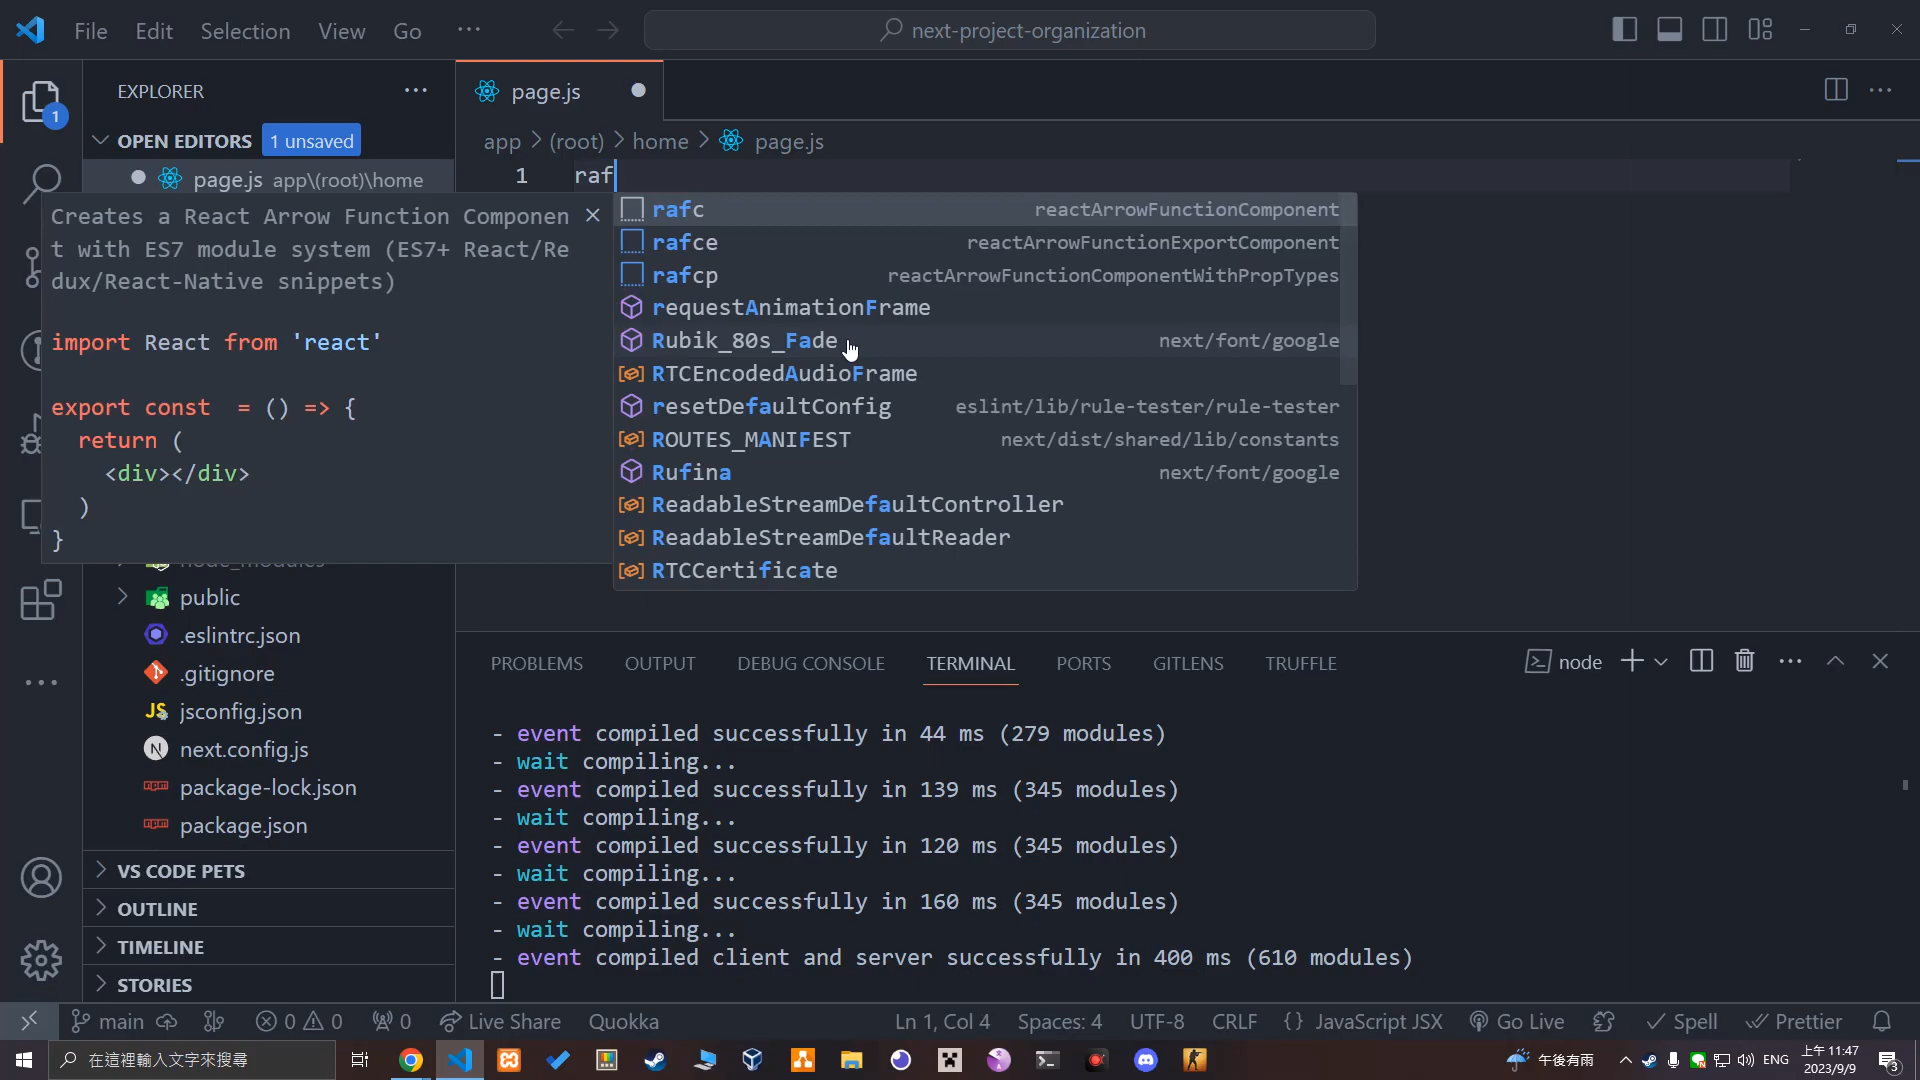 File Edit Selection View Go ··· next-project-organization
EXPLORER ···
page.js
OPEN EDITORS 1 unsaved
page.js app\(root)\home
app > (root) > home > page.js
1 raf
Creates a React Arrow Function Componen
t with ES7 module system (ES7+ React/Re
dux/React-Native snippets)
import React from 'react'
export const  = () => {
return (
<div></div>
)
}
rafc reactArrowFunctionComponent
rafce reactArrowFunctionExportComponent
rafcp reactArrowFunctionComponentWithPropTypes
requestAnimationFrame
Rubik_80s_Fade next/font/google
RTCEncodedAudioFrame
resetDefaultConfig eslint/lib/rule-tester/rule-tester
ROUTES_MANIFEST next/dist/shared/lib/constants
Rufina next/font/google
ReadableStreamDefaultController
ReadableStreamDefaultReader
RTCCertificate
node_modules
public
.eslintrc.json
.gitignore
jsconfig.json
next.config.js
package-lock.json
package.json
VS CODE PETS
OUTLINE
TIMELINE
STORIES
PROBLEMS OUTPUT DEBUG CONSOLE TERMINAL PORTS GITLENS TRUFFLE node
- event compiled successfully in 44 ms (279 modules)
- wait compiling...
- event compiled successfully in 139 ms (345 modules)
- wait compiling...
- event compiled successfully in 120 ms (345 modules)
- wait compiling...
- event compiled successfully in 160 ms (345 modules)
- wait compiling...
- event compiled client and server successfully in 400 ms (610 modules)
main 0 0 0 Live Share Quokka Ln 1, Col 4 Spaces: 4 UTF-8 CRLF {} JavaScript JSX Go Live Spell Prettier
在這裡輸入文字來搜尋 午後有雨 ENG 上午 11:47
2023/9/9 3